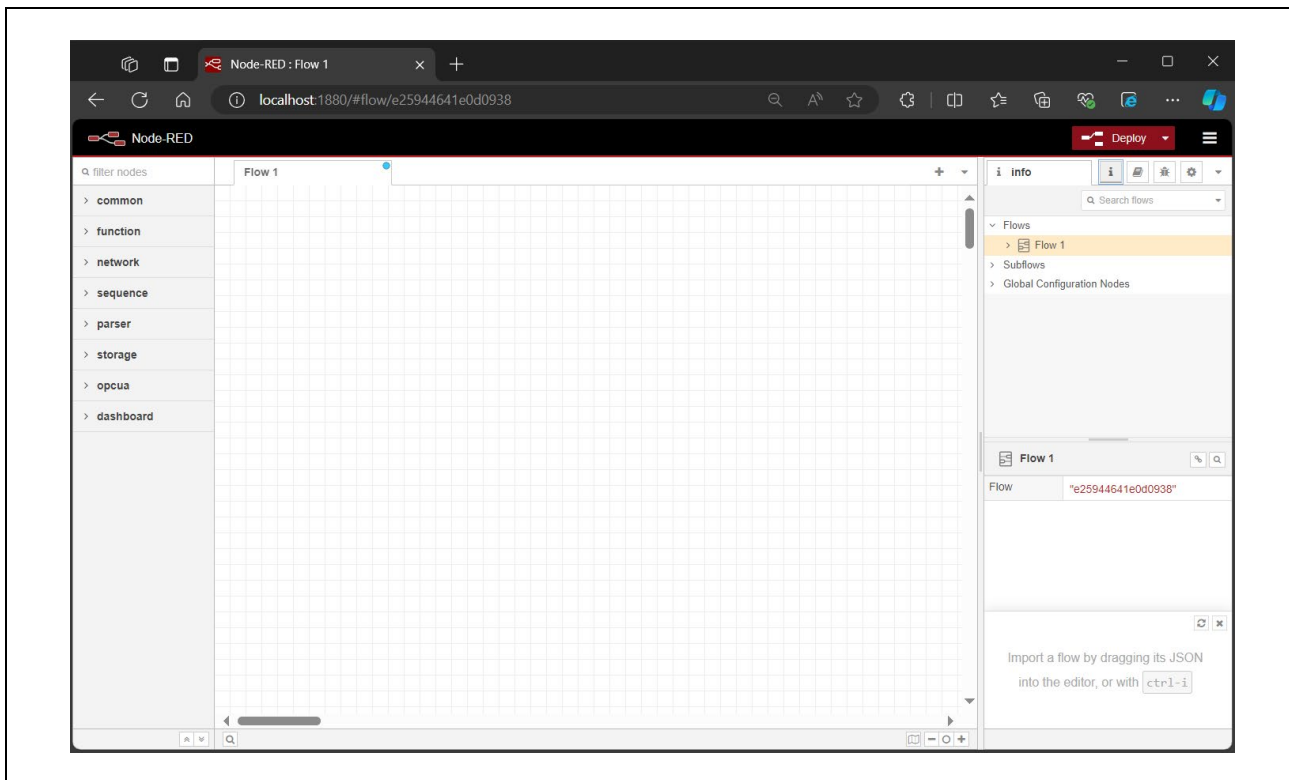 Node-RED : Flow 1
localhost:1880/#flow/e25944641e0d0938
Node-RED
Deploy
filter nodes
Flow 1
i info
i
common
function
network
sequence
parser
storage
opcua
dashboard
Search flows
Flows
Flow 1
Subflows
Global Configuration Nodes
Flow 1
Flow "e25944641e0d0938"
Import a flow by dragging its JSON
into the editor, or with ctrl-i